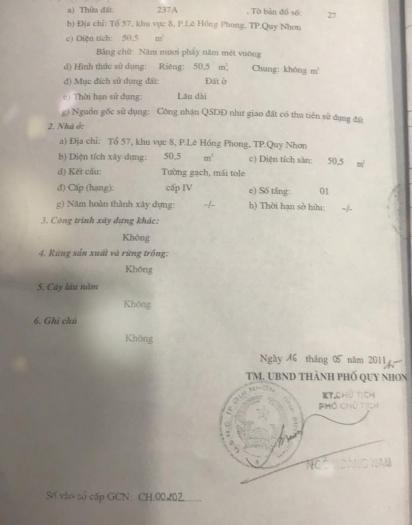 a) Thửa đất: 237A , Tờ bản đồ số: 27
b) Địa chỉ: Tổ 57, khu vực 8, P.Lê Hồng Phong, TP.Quy Nhơn
c) Diện tích: 50,5 m²
Bằng chữ: Năm mươi phẩy năm mét vuông
d) Hình thức sử dụng: Riêng: 50,5 m², Chung: không m²
đ) Mục đích sử dụng đất: Đất ở
e) Thời hạn sử dụng: Lâu dài
g) Nguồn gốc sử dụng: Công nhận QSDĐ như giao đất có thu tiền sử dụng đất
2. Nhà ở:
a) Địa chỉ: Tổ 57, khu vực 8, P.Lê Hồng Phong, TP.Quy Nhơn
b) Diện tích xây dựng: 50,5 m² c) Diện tích sàn: 50,5 m²
d) Kết cấu: Tường gạch, mái tole
đ) Cấp (hạng): cấp IV e) Số tầng: 01
g) Năm hoàn thành xây dựng: -/- h) Thời hạn sở hữu: -/-
3. Công trình xây dựng khác:
Không
4. Rừng sản xuất và rừng trồng:
Không
5. Cây lâu năm
Không
6. Ghi chú
Không
Ngày 16 tháng 05 năm 2011
TM. UBND THÀNH PHỐ QUY NHƠN
KT.CHỦ TỊCH
PHÓ CHỦ TỊCH
NGÔ HOÀNG NAM
Số vào sổ cấp GCN: CH.00202